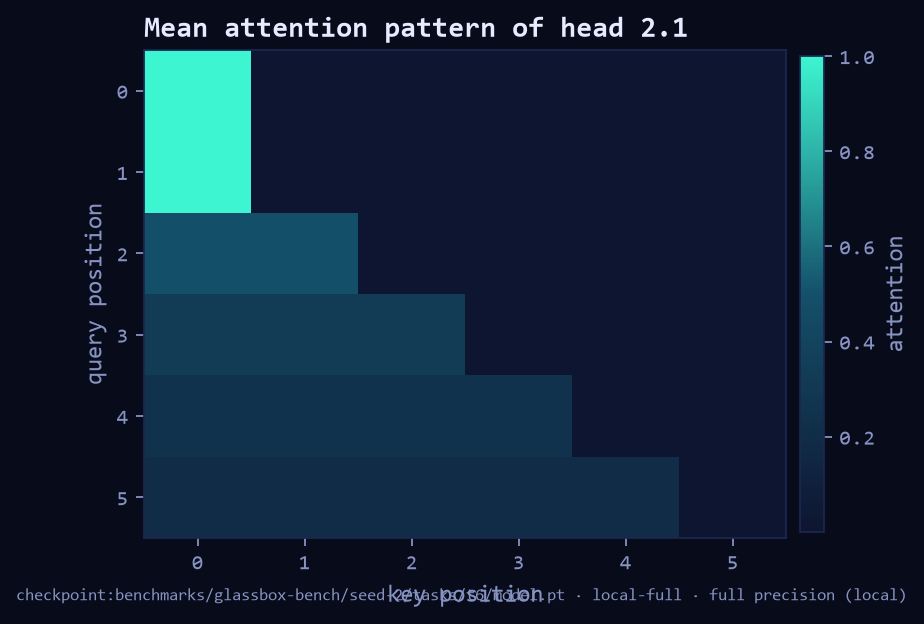 Mean attention pattern of head 2.1
query position
0
1
2
3
4
5
0 1 2 3 4 5
key position
1.0
0.8
0.6
0.4
0.2
attention
checkpoint:benchmarks/glassbox-bench/seed- .pt · local-full · full precision (local)